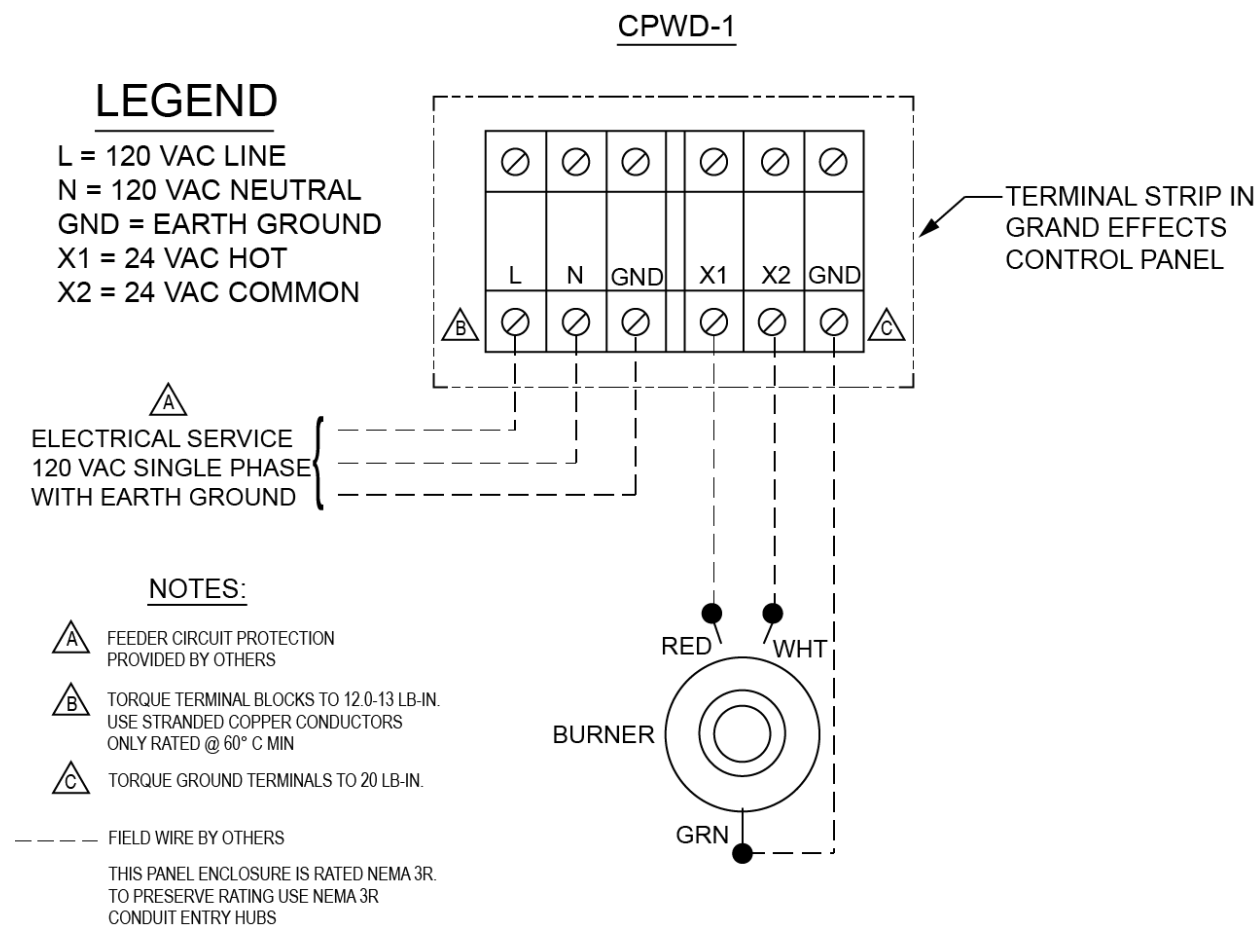 CPWD-1
LEGEND
L = 120 VAC LINE
N = 120 VAC NEUTRAL
GND = EARTH GROUND
X1 = 24 VAC HOT
X2 = 24 VAC COMMON
L N GND X1 X2 GND
B
C
TERMINAL STRIP IN
GRAND EFFECTS
CONTROL PANEL
A
ELECTRICAL SERVICE
120 VAC SINGLE PHASE
WITH EARTH GROUND
RED WHT
BURNER
GRN
NOTES:
A FEEDER CIRCUIT PROTECTION
PROVIDED BY OTHERS
B TORQUE TERMINAL BLOCKS TO 12.0-13 LB-IN.
USE STRANDED COPPER CONDUCTORS
ONLY RATED @ 60° C MIN
C TORQUE GROUND TERMINALS TO 20 LB-IN.
FIELD WIRE BY OTHERS
THIS PANEL ENCLOSURE IS RATED NEMA 3R.
TO PRESERVE RATING USE NEMA 3R
CONDUIT ENTRY HUBS